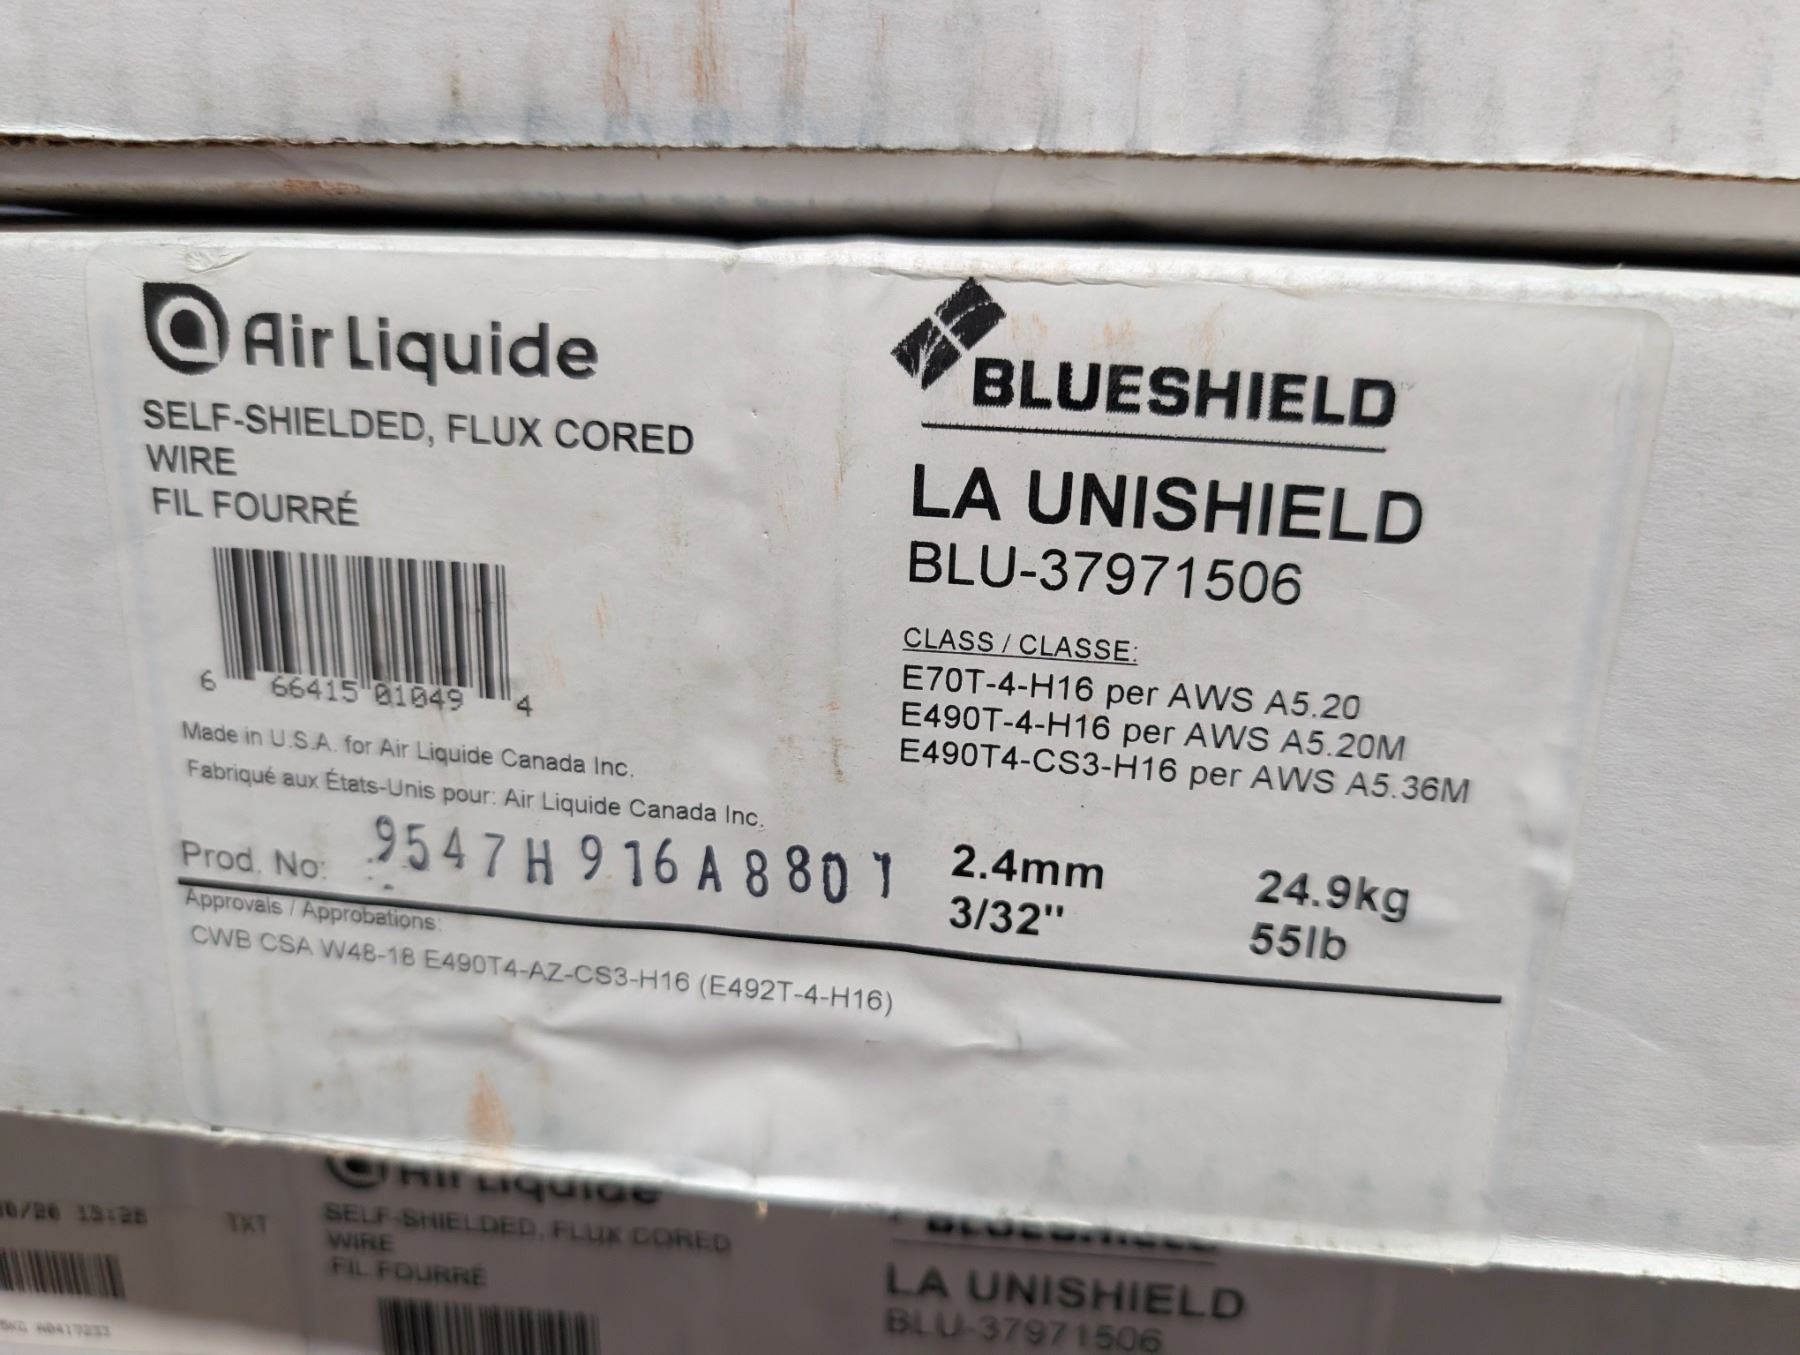 Air Liquide
SELF-SHIELDED, FLUX CORED
WIRE
FIL FOURRÉ
6 66415 01049 4
Made in U.S.A. for Air Liquide Canada Inc.
Fabriqué aux États-Unis pour: Air Liquide Canada Inc.
Prod. No: 9547H916A8801
Approvals / Approbations:
CWB CSA W48-18 E490T4-AZ-CS3-H16 (E492T-4-H16)
BLUESHIELD
LA UNISHIELD
BLU-37971506
CLASS / CLASSE:
E70T-4-H16 per AWS A5.20
E490T-4-H16 per AWS A5.20M
E490T4-CS3-H16 per AWS A5.36M
2.4mm 24.9kg
3/32" 55lb
TXT
Air Liquide
SELF-SHIELDED, FLUX CORED
WIRE
FIL FOURRÉ
BLUESHIELD
LA UNISHIELD
BLU-37971506